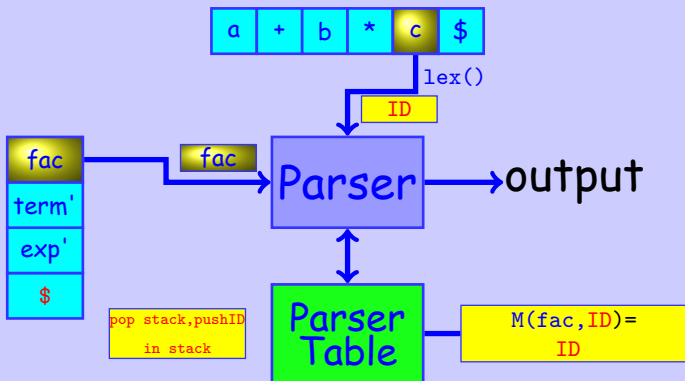 a + b * c $
lex()
ID
fac
fac
term'
exp'
$
Parser
output
pop stack,pushID
in stack
Parser
Table
M(fac,ID)=
ID